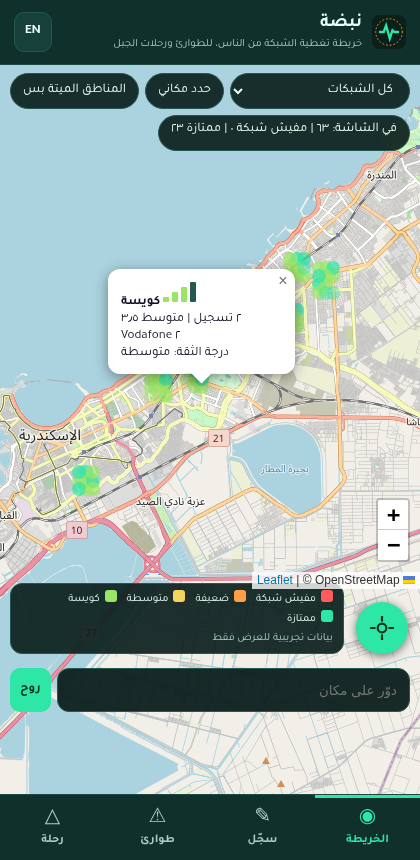 نبضة
خريطة تغطية الشبكة من الناس، للطوارئ ورحلات الجبل
EN
كل الشبكات
حدد مكاني
المناطق الميتة بس
في الشاشة: ٦٣ | مفيش شبكة ٠ | ممتازة ٢٣
المندرة
×
كويسة
٢ تسجيل | متوسط ٣٫٥
Vodafone ٢
درجة الثقة: متوسطة
الإسكندرية
21
بحيرة المطار
عزبة نادي الصيد
10
+
−
Leaflet | © OpenStreetMap
مفيش شبكة
ضعيفة
متوسطة
كويسة
ممتازة
بيانات تجريبية للعرض فقط
27
دوّر على مكان
روح
الخريطة
سجّل
طوارئ
رحلة